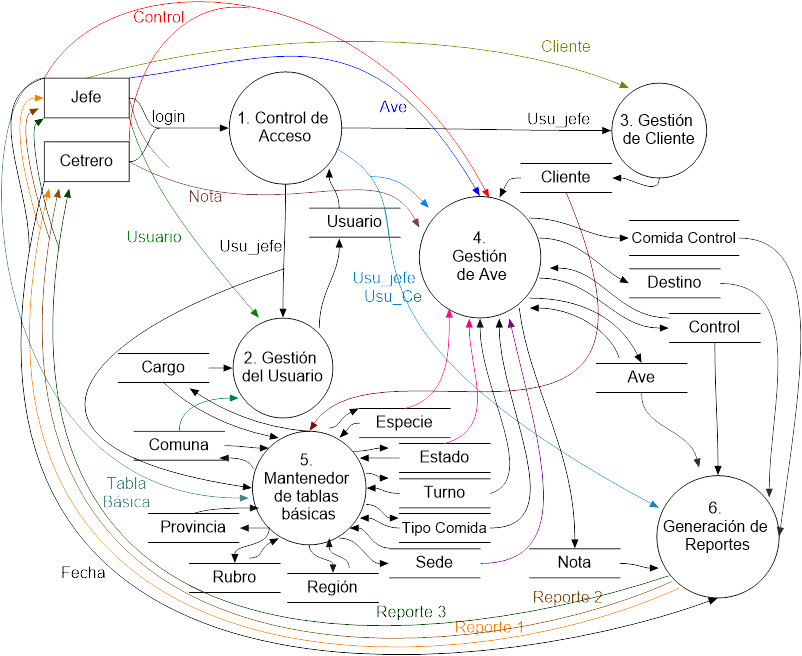 Control
Cliente
Jefe
login
1. Control de
Acceso
Ave
Usu_jefe
3. Gestión
de Cliente
Cetrero
Cliente
Nota
Usuario
Usuario
Usu_jefe
4.
Gestión
de Ave
Comida Control
Usu_jefe
Usu_Ce
Destino
Control
Cargo
2. Gestión
del Usuario
Ave
Especie
Comuna
Estado
5.
Mantenedor
de tablas
básicas
Tabla
Básica
Turno
Provincia
Tipo Comida
6.
Generación de
Reportes
Fecha
Rubro
Región
Sede
Nota
Reporte 2
Reporte 3
Reporte 1